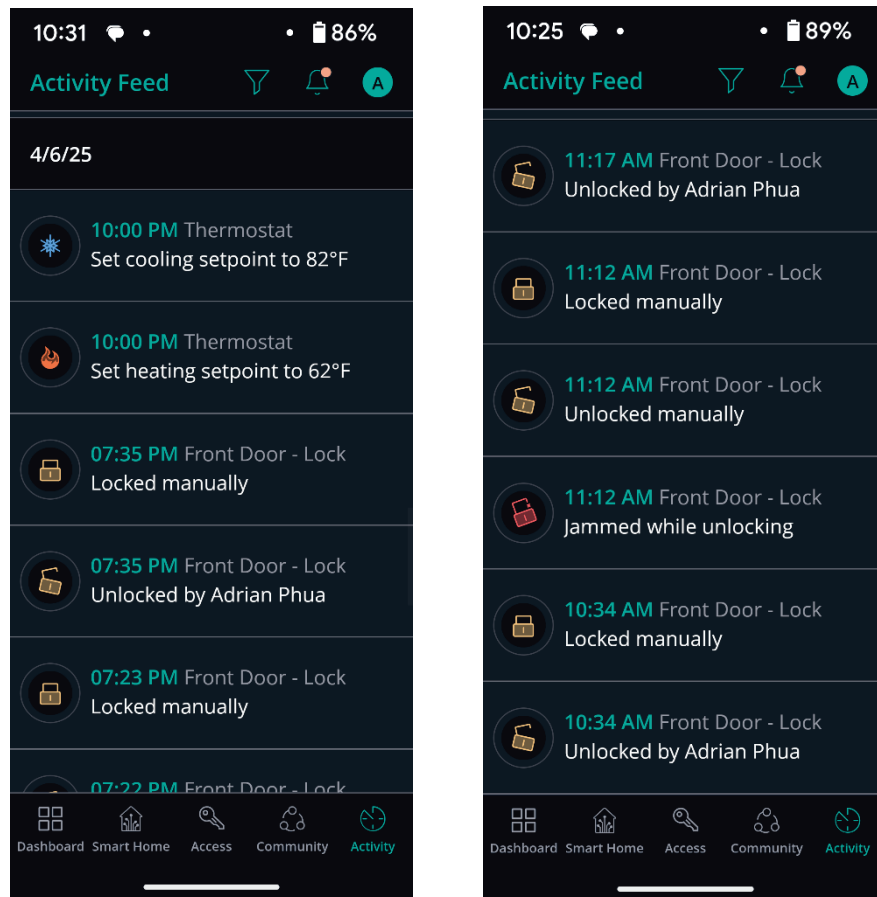 10:31 86%
Activity Feed A
4/6/25
10:00 PM Thermostat
Set cooling setpoint to 82°F
10:00 PM Thermostat
Set heating setpoint to 62°F
07:35 PM Front Door - Lock
Locked manually
07:35 PM Front Door - Lock
Unlocked by Adrian Phua
07:23 PM Front Door - Lock
Locked manually
07:22 PM Front Door - Lock
Dashboard Smart Home Access Community Activity
10:25 89%
Activity Feed A
11:17 AM Front Door - Lock
Unlocked by Adrian Phua
11:12 AM Front Door - Lock
Locked manually
11:12 AM Front Door - Lock
Unlocked manually
11:12 AM Front Door - Lock
Jammed while unlocking
10:34 AM Front Door - Lock
Locked manually
10:34 AM Front Door - Lock
Unlocked by Adrian Phua
Dashboard Smart Home Access Community Activity